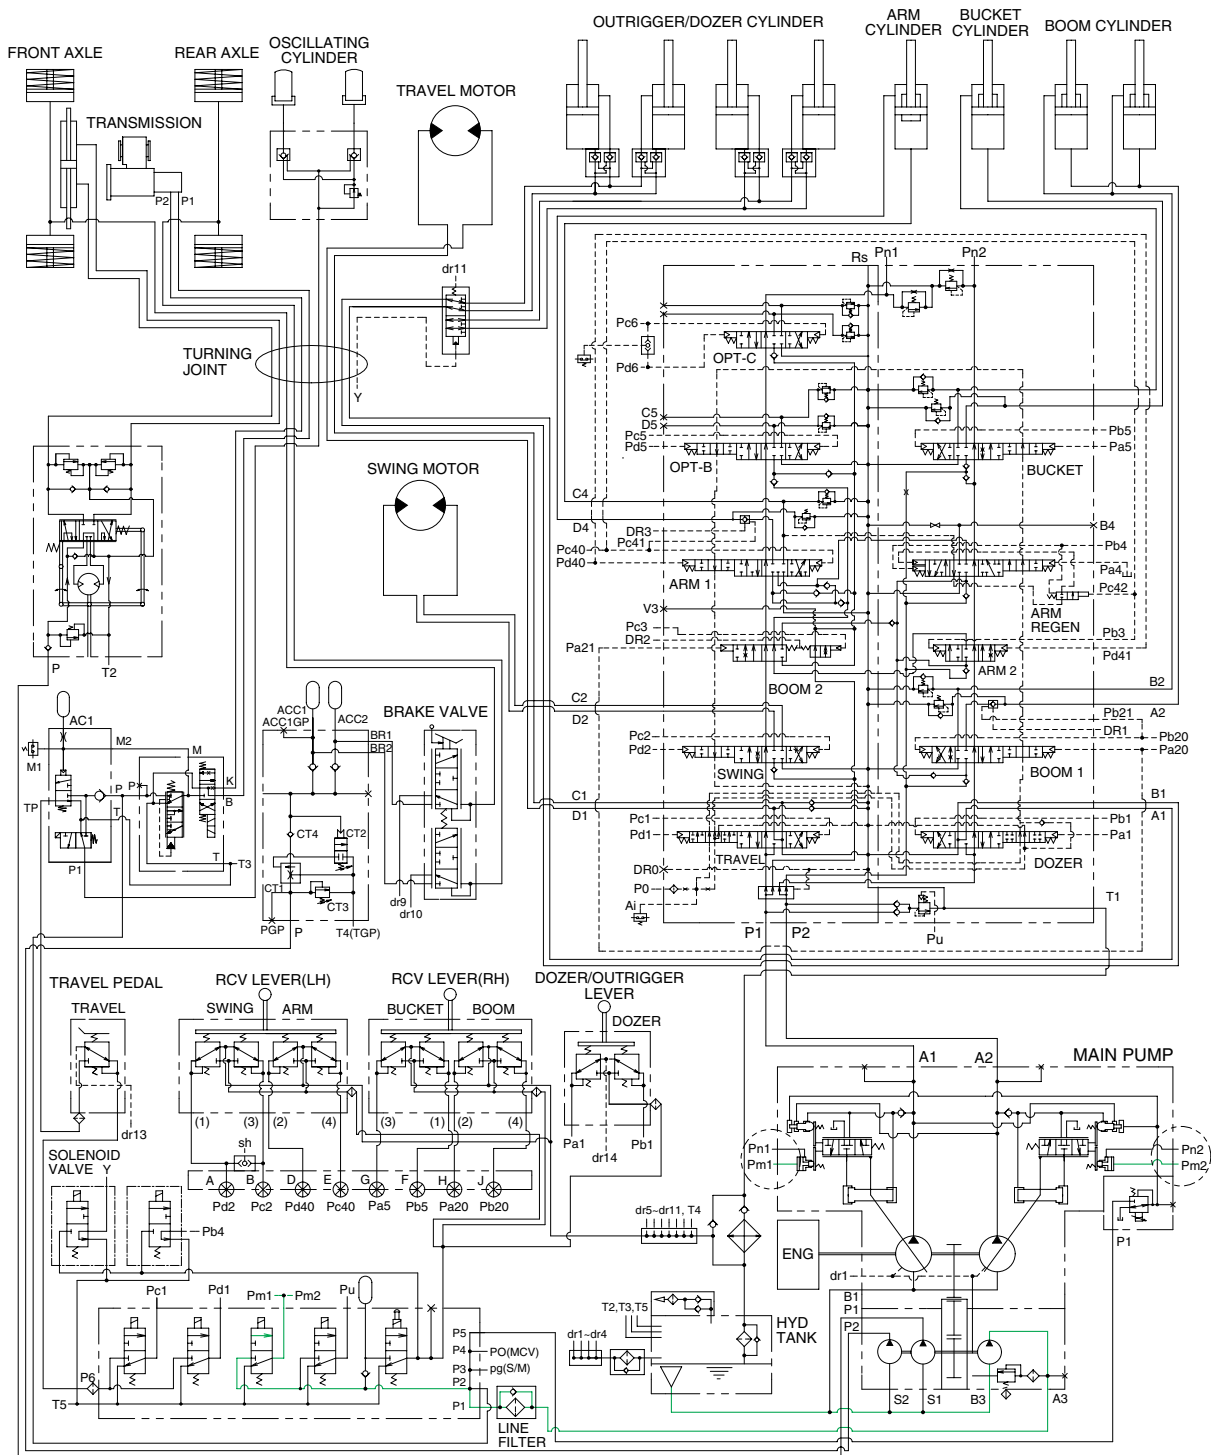 OUTRIGGER/DOZER CYLINDER
ARM
CYLINDER
BUCKET
CYLINDER
BOOM CYLINDER
FRONT AXLE
REAR AXLE
OSCILLATING
CYLINDER
TRAVEL MOTOR
TRANSMISSION
P2
P1
dr11
Rs
Pn1
Pn2
TURNING
JOINT
Y
Pc6
Pd6
OPT-C
C5
D5
Pc5
Pd5
OPT-B
Pb5
Pa5
BUCKET
SWING MOTOR
C4
D4
DR3
Pc41
Pc40
Pd40
ARM 1
B4
Pb4
Pa4
Pc42
ARM
REGEN
V3
Pc3
DR2
Pa21
BOOM 2
Pb3
Pd41
ARM 2
P
T2
B2
A2
Pb21
DR1
Pb20
Pa20
BOOM 1
C2
D2
Pc2
Pd2
SWING
AC1
M2
M1
M
P
P
K
B
TP
T
T
T3
P1
ACC1
ACC1GP
ACC2
BR1
BR2
BRAKE VALVE
CT4
CT2
CT1
CT3
PGP
P
T4(TGP)
dr9
dr10
C1
D1
Pc1
Pd1
TRAVEL
B1
A1
Pb1
Pa1
DOZER
DR0
P0
Ai
T1
P1
P2
Pu
TRAVEL PEDAL
TRAVEL
dr13
RCV LEVER(LH)
SWING
ARM
(1)
(3)
(2)
(4)
RCV LEVER(RH)
BUCKET
BOOM
(3)
(1)
(2)
(4)
DOZER/OUTRIGGER
LEVER
DOZER
Pa1
Pb1
dr14
sh
A
B
D
E
G
F
H
J
Pd2
Pc2
Pd40
Pc40
Pa5
Pb5
Pa20
Pb20
SOLENOID
VALVE
Y
Pb4
A1
A2
MAIN PUMP
Pn1
Pm1
Pn2
Pm2
P1
dr5~dr11, T4
ENG
dr1
B1
P1
P2
S2
S1
B3
A3
T2,T3,T5
dr1~dr4
HYD
TANK
Pc1
Pd1
Pm1
Pm2
Pu
P5
P4
PO(MCV)
P3
pg(S/M)
P2
P1
P6
T5
LINE
FILTER